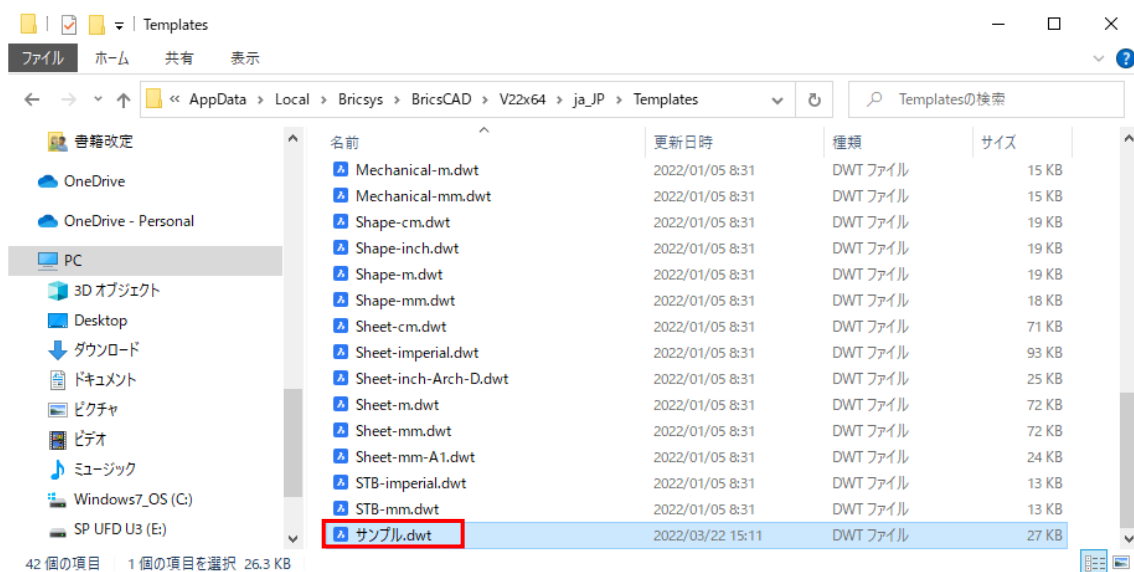 Templates
ファイル ホーム 共有 表示
« AppData › Local › Bricsys › BricsCAD › V22x64 › ja_JP › Templates Templatesの検索
書籍改定
OneDrive
OneDrive - Personal
PC
3D オブジェクト
Desktop
ダウンロード
ドキュメント
ピクチャ
ビデオ
ミュージック
Windows7_OS (C:)
SP UFD U3 (E:)
名前 更新日時 種類 サイズ
Mechanical-m.dwt 2022/01/05 8:31 DWT ファイル 15 KB
Mechanical-mm.dwt 2022/01/05 8:31 DWT ファイル 15 KB
Shape-cm.dwt 2022/01/05 8:31 DWT ファイル 19 KB
Shape-inch.dwt 2022/01/05 8:31 DWT ファイル 19 KB
Shape-m.dwt 2022/01/05 8:31 DWT ファイル 19 KB
Shape-mm.dwt 2022/01/05 8:31 DWT ファイル 18 KB
Sheet-cm.dwt 2022/01/05 8:31 DWT ファイル 71 KB
Sheet-imperial.dwt 2022/01/05 8:31 DWT ファイル 93 KB
Sheet-inch-Arch-D.dwt 2022/01/05 8:31 DWT ファイル 25 KB
Sheet-m.dwt 2022/01/05 8:31 DWT ファイル 72 KB
Sheet-mm.dwt 2022/01/05 8:31 DWT ファイル 72 KB
Sheet-mm-A1.dwt 2022/01/05 8:31 DWT ファイル 24 KB
STB-imperial.dwt 2022/01/05 8:31 DWT ファイル 13 KB
STB-mm.dwt 2022/01/05 8:31 DWT ファイル 13 KB
サンプル.dwt 2022/03/22 15:11 DWT ファイル 27 KB
42 個の項目 1 個の項目を選択 26.3 KB